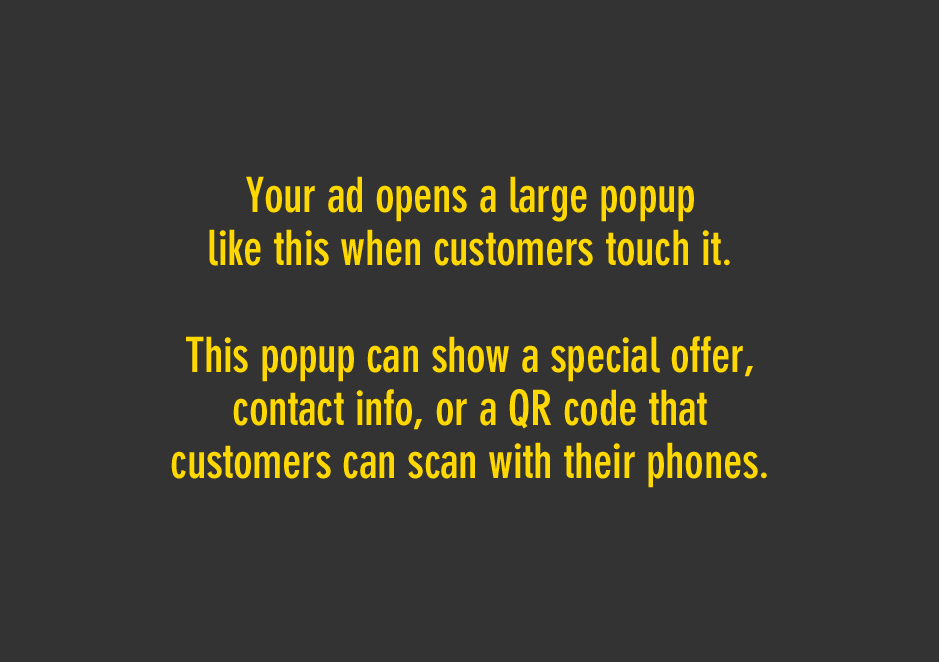 Your ad opens a large popup
like this when customers touch it.
This popup can show a special offer,
contact info, or a QR code that
customers can scan with their phones.